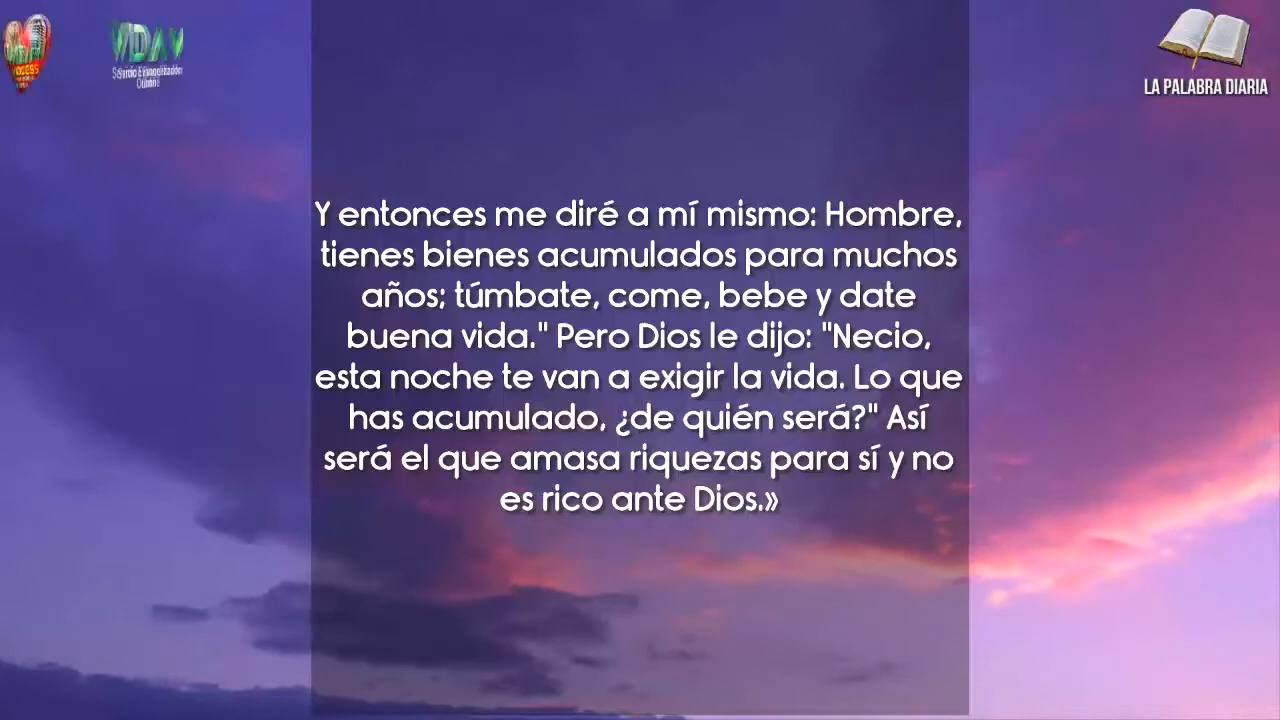 VIDAV
LA PALABRA DIARIA
Y entonces me diré a mí mismo: Hombre,
tienes bienes acumulados para muchos
años; túmbate, come, bebe y date
buena vida." Pero Dios le dijo: "Necio,
esta noche te van a exigir la vida. Lo que
has acumulado, ¿de quién será?" Así
será el que amasa riquezas para sí y no
es rico ante Dios.»